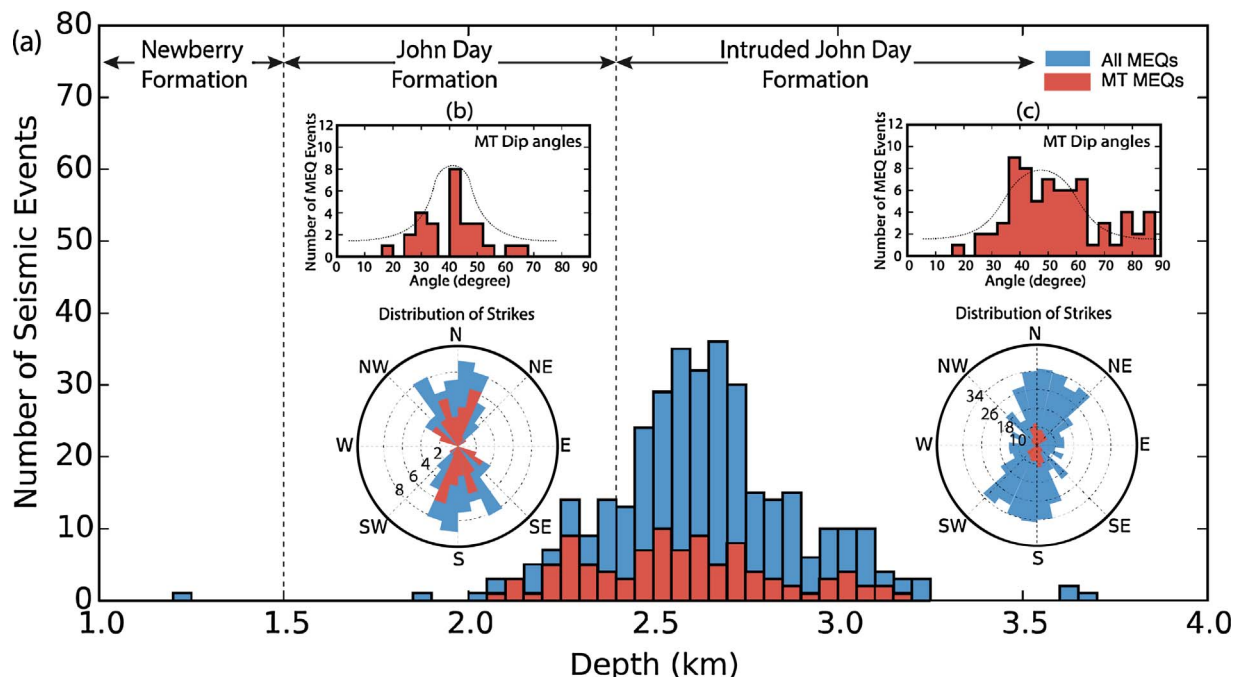 (a)
80
70
60
50
40
30
20
10
0
Number of Seismic Events
Newberry
Formation
John Day
Formation
Intruded John Day
Formation
All MEQs
MT MEQs
(b)
MT Dip angles
12
10
8
6
4
2
0
Number of MEQ Events
0 10 20 30 40 50 60 70 80 90
Angle (degree)
Distribution of Strikes
N
NW
NE
W
E
2
4
6
8
SW
SE
S
(c)
MT Dip angles
12
10
8
6
4
2
0
Number of MEQ Events
0 10 20 30 40 50 60 70 80 90
Angle (degree)
Distribution of Strikes
N
NW
NE
34
26
18
10
W
E
SW
SE
S
1.0 1.5 2.0 2.5 3.0 3.5 4.0
Depth (km)